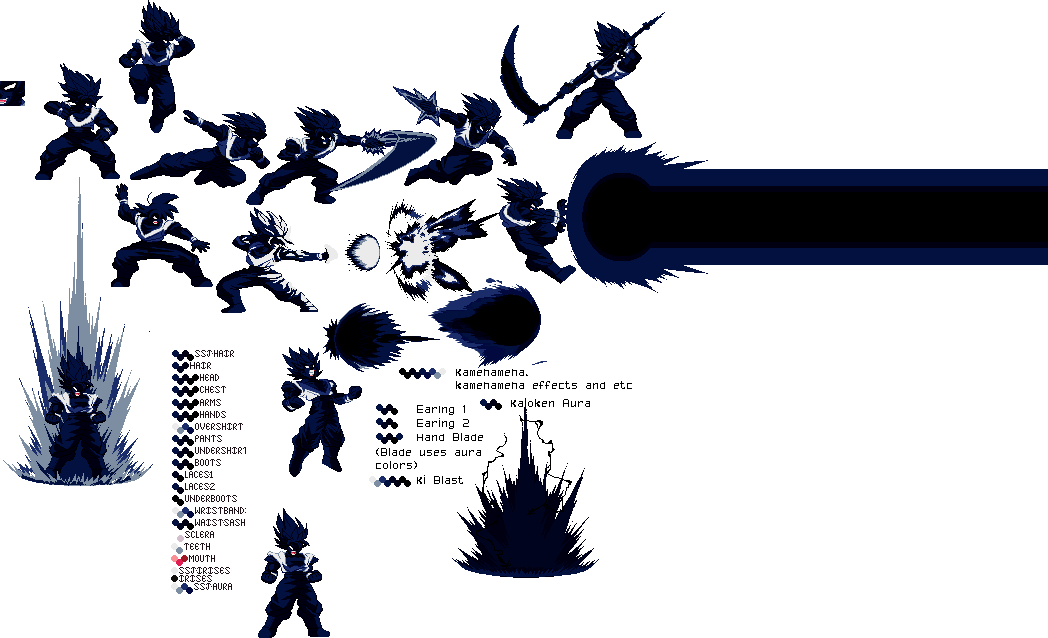 SSJHAIR
HAIR
HEAD
CHEST
ARMS
HANDS
OVERSHIRT
PANTS
UNDERSHIRT
BOOTS
LACES1
LACES2
UNDERBOOTS
WRISTBAND:
WAISTSASH
SCLERA
TEETH
MOUTH
SSJIRISES
IRISES
SSJAURA
Kamehameha,
kamehameha effects and etc
Kaioken Aura
Earing 1
Earing 2
Hand Blade
(Blade uses aura
colors)
Ki Blast